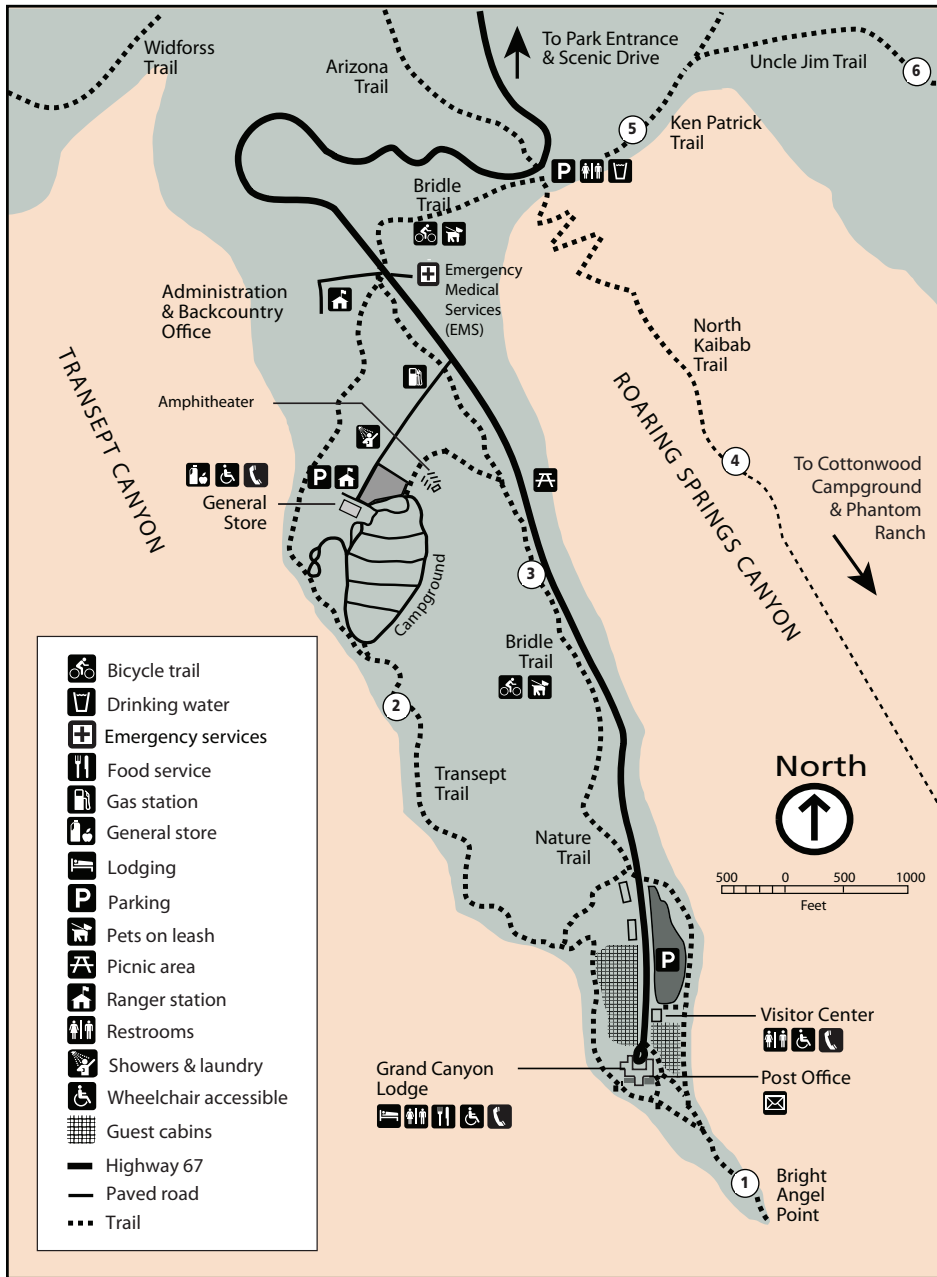 Widforss
Trail
Arizona
Trail
To Park Entrance
& Scenic Drive
Uncle Jim Trail
6
5
Ken Patrick
Trail
P
Bridle
Trail
Emergency
Medical
Services
(EMS)
Administration
& Backcountry
Office
North
Kaibab
Trail
TRANSEPT CANYON
ROARING SPRINGS CANYON
Amphitheater
4
To Cottonwood
Campground
& Phantom
Ranch
P
General
Store
3
Campground
Bridle
Trail
2
Transept
Trail
North
Nature
Trail
500 0 500 1000
Feet
P
Visitor Center
Grand Canyon
Lodge
Post Office
1
Bright
Angel
Point
Bicycle trail
Drinking water
Emergency services
Food service
Gas station
General store
Lodging
P
Parking
Pets on leash
Picnic area
Ranger station
Restrooms
Showers & laundry
Wheelchair accessible
Guest cabins
Highway 67
Paved road
Trail